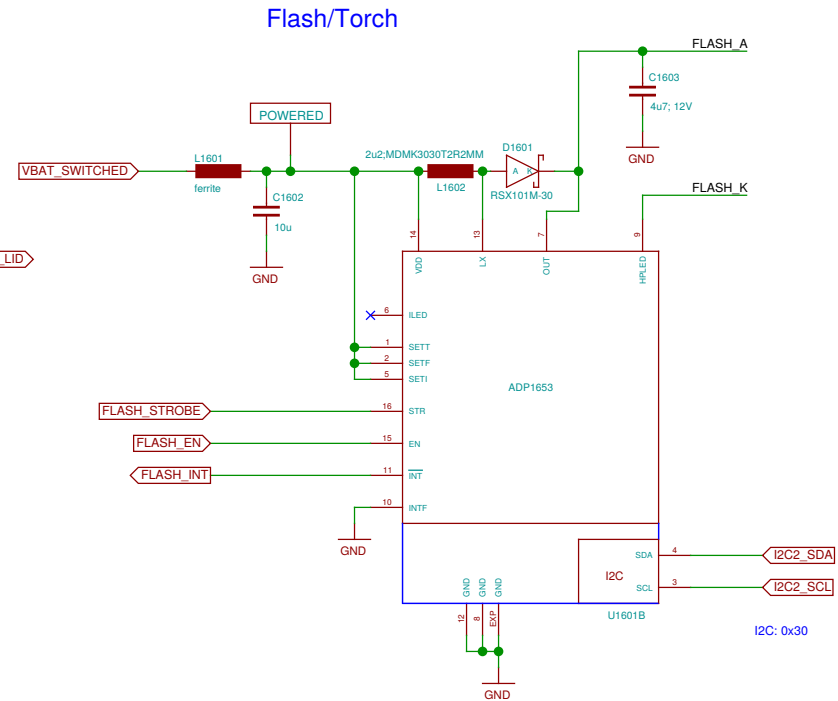 Flash/Torch
FLASH_A
C1603
4u7; 12V
GND
POWERED
2u2;MDMK3030T2R2MM
D1601
L1601
VBAT_SWITCHED
A K
ferrite
L1602
RSX101M-30
FLASH_K
C1602
10u
GND
_LID
14
13
7
9
VDD
LX
OUT
HPLED
6 ILED
1 SETT
2 SETF
5 SETI
ADP1653
FLASH_STROBE 16 STR
FLASH_EN 15 EN
FLASH_INT 11 INT
10 INTF
GND
SDA 4 I2C2_SDA
I2C
SCL 3 I2C2_SCL
GND GND GND
12 8 EXP
U1601B
I2C: 0x30
GND